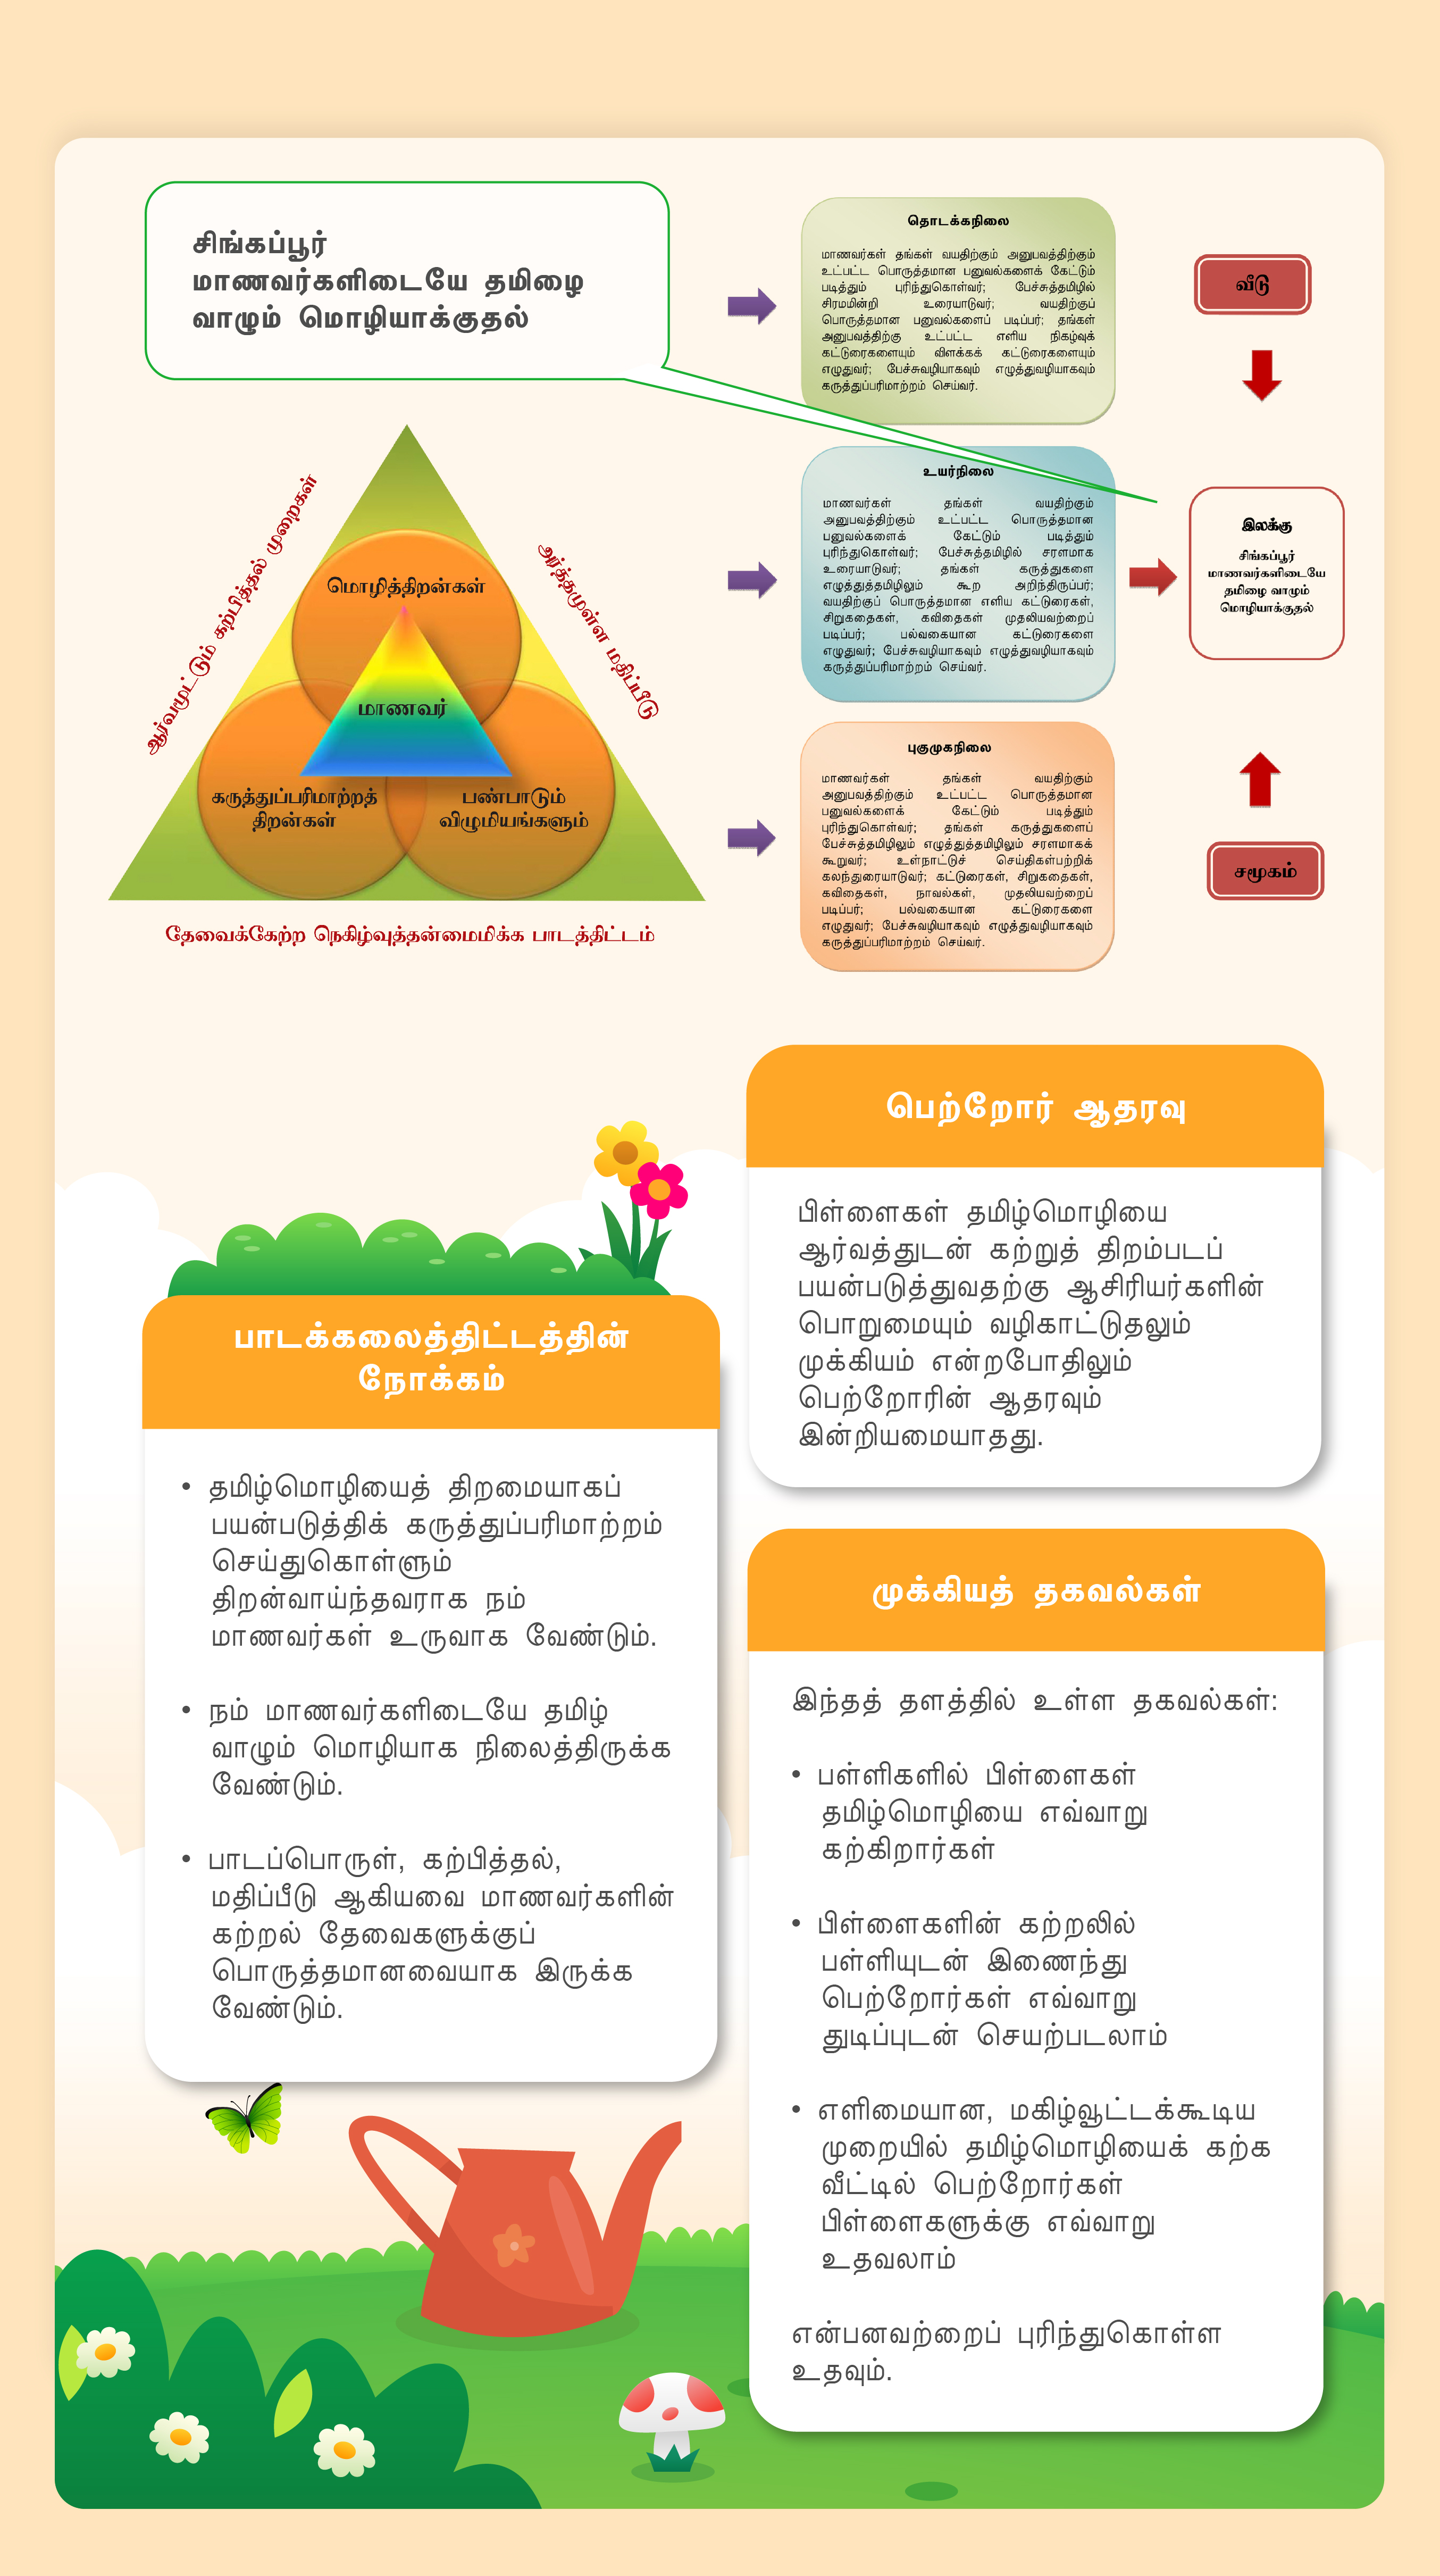 சிங்கப்பூர்
மாணவர்களிடையே தமிழை
வாழும் மொழியாக்குதல்
ஆர்வமூட்டும் கற்பித்தல் முறைகள்
அர்த்தமுள்ள மதிப்பீடு
மொழித்திறன்கள்
மாணவர்
கருத்துப்பரிமாற்றத்
திறன்கள்
பண்பாடும்
விழுமியங்களும்
தேவைக்கேற்ற நெகிழ்வுத்தன்மைமிக்க பாடத்திட்டம்
தொடக்கநிலை
மாணவர்கள் தங்கள் வயதிற்கும் அனுபவத்திற்கும்
உட்பட்ட பொருத்தமான பனுவல்களைக் கேட்டும்
படித்தும் புரிந்துகொள்வர்; பேச்சுத்தமிழில்
சிரமமின்றி உரையாடுவர்; வயதிற்குப்
பொருத்தமான பனுவல்களைப் படிப்பர்; தங்கள்
அனுபவத்திற்கு உட்பட்ட எளிய நிகழ்வுக்
கட்டுரைகளையும் விளக்கக் கட்டுரைகளையும்
எழுதுவர்; பேச்சுவழியாகவும் எழுத்துவழியாகவும்
கருத்துப்பரிமாற்றம் செய்வர்.
உயர்நிலை
மாணவர்கள் தங்கள் வயதிற்கும்
அனுபவத்திற்கும் உட்பட்ட பொருத்தமான
பனுவல்களைக் கேட்டும் படித்தும்
புரிந்துகொள்வர்; பேச்சுத்தமிழில் சரளமாக
உரையாடுவர்; தங்கள் கருத்துகளை
எழுத்துத்தமிழிலும் கூற அறிந்திருப்பர்;
வயதிற்குப் பொருத்தமான எளிய கட்டுரைகள்,
சிறுகதைகள், கவிதைகள் முதலியவற்றைப்
படிப்பர்; பல்வகையான கட்டுரைகளை
எழுதுவர்; பேச்சுவழியாகவும் எழுத்துவழியாகவும்
கருத்துப்பரிமாற்றம் செய்வர்.
புகுமுகநிலை
மாணவர்கள் தங்கள் வயதிற்கும்
அனுபவத்திற்கும் உட்பட்ட பொருத்தமான
பனுவல்களைக் கேட்டும் படித்தும்
புரிந்துகொள்வர்; தங்கள் கருத்துகளைப்
பேச்சுத்தமிழிலும் எழுத்துத்தமிழிலும் சரளமாகக்
கூறுவர்; உள்நாட்டுச் செய்திகள்பற்றிக்
கலந்துரையாடுவர்; கட்டுரைகள், சிறுகதைகள்,
கவிதைகள், நாவல்கள், முதலியவற்றைப்
படிப்பர்; பல்வகையான கட்டுரைகளை
எழுதுவர்; பேச்சுவழியாகவும் எழுத்துவழியாகவும்
கருத்துப்பரிமாற்றம் செய்வர்.
வீடு
இலக்கு
சிங்கப்பூர்
மாணவர்களிடையே
தமிழை வாழும்
மொழியாக்குதல்
சமூகம்
பாடக்கலைத்திட்டத்தின்
நோக்கம்
• தமிழ்மொழியைத் திறமையாகப்
பயன்படுத்திக் கருத்துப்பரிமாற்றம்
செய்துகொள்ளும்
திறன்வாய்ந்தவராக நம்
மாணவர்கள் உருவாக வேண்டும்.
• நம் மாணவர்களிடையே தமிழ்
வாழும் மொழியாக நிலைத்திருக்க
வேண்டும்.
• பாடப்பொருள், கற்பித்தல்,
மதிப்பீடு ஆகியவை மாணவர்களின்
கற்றல் தேவைகளுக்குப்
பொருத்தமானவையாக இருக்க
வேண்டும்.
பெற்றோர் ஆதரவு
பிள்ளைகள் தமிழ்மொழியை
ஆர்வத்துடன் கற்றுத் திறம்படப்
பயன்படுத்துவதற்கு ஆசிரியர்களின்
பொறுமையும் வழிகாட்டுதலும்
முக்கியம் என்றபோதிலும்
பெற்றோரின் ஆதரவும்
இன்றியமையாதது.
முக்கியத் தகவல்கள்
இந்தத் தளத்தில் உள்ள தகவல்கள்:
• பள்ளிகளில் பிள்ளைகள்
தமிழ்மொழியை எவ்வாறு
கற்கிறார்கள்
• பிள்ளைகளின் கற்றலில்
பள்ளியுடன் இணைந்து
பெற்றோர்கள் எவ்வாறு
துடிப்புடன் செயற்படலாம்
• எளிமையான, மகிழ்வூட்டக்கூடிய
முறையில் தமிழ்மொழியைக் கற்க
வீட்டில் பெற்றோர்கள்
பிள்ளைகளுக்கு எவ்வாறு
உதவலாம்
என்பனவற்றைப் புரிந்துகொள்ள
உதவும்.